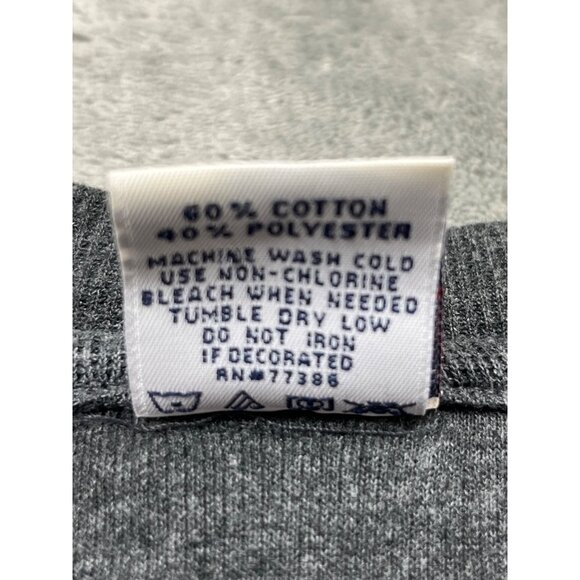 60% COTTON
40% POLYESTER
MACHINE WASH COLD
USE NON-CHLORINE
BLEACH WHEN NEEDED
TUMBLE DRY LOW
DO NOT IRON
IF DECORATED
RN#77386